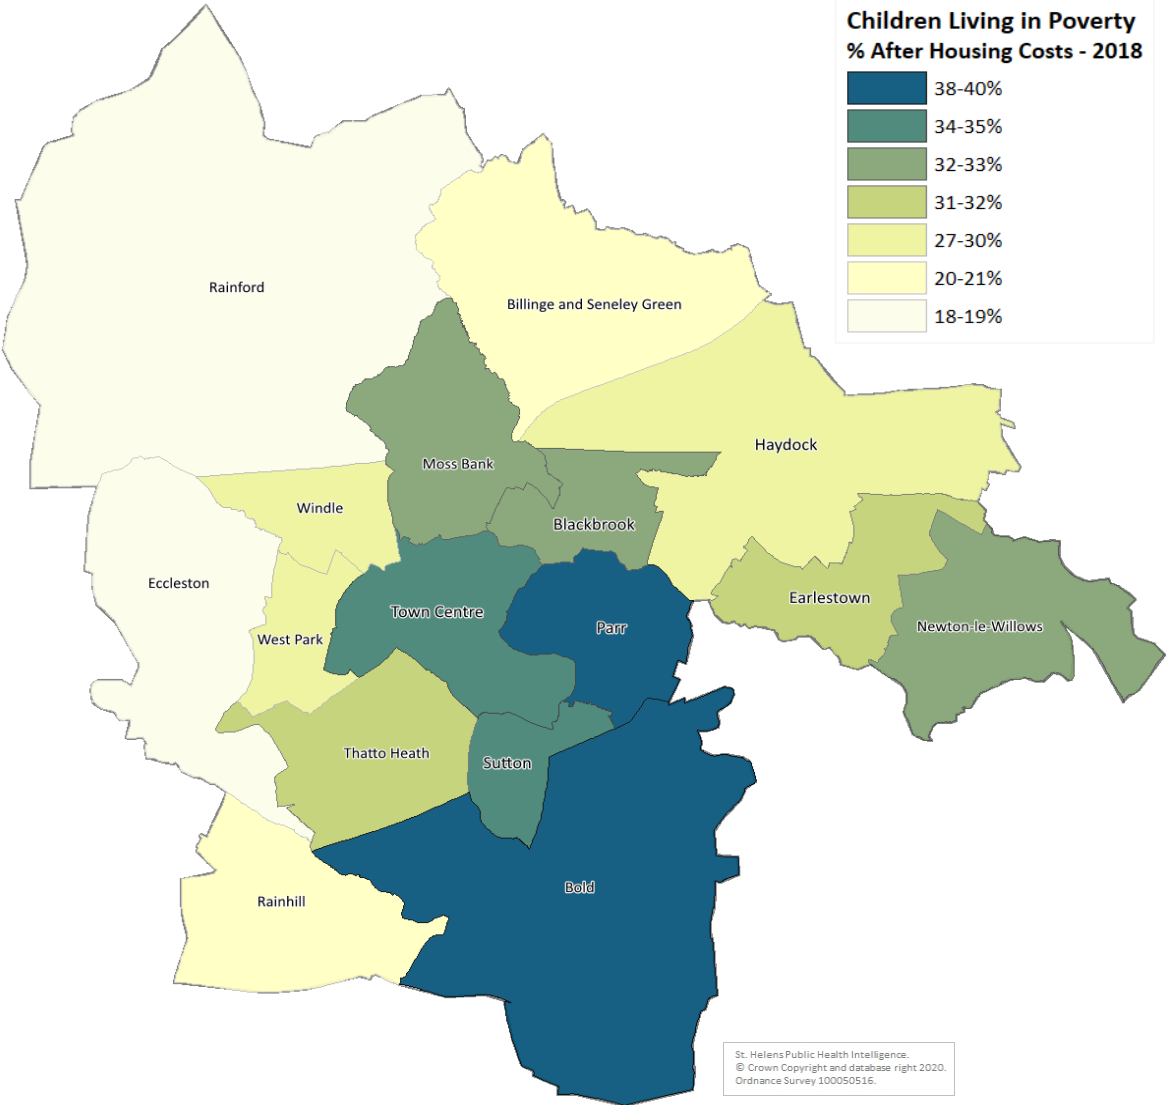 Children Living in Poverty
% After Housing Costs - 2018
38-40%
34-35%
32-33%
31-32%
27-30%
20-21%
18-19%
Rainford
Billinge and Seneley Green
Haydock
Moss Bank
Windle
Blackbrook
Eccleston
Earlestown
Town Centre
Parr
Newton-le-Willows
West Park
Thatto Heath
Sutton
Bold
Rainhill
St. Helens Public Health Intelligence.
© Crown Copyright and database right 2020.
Ordnance Survey 100050516.